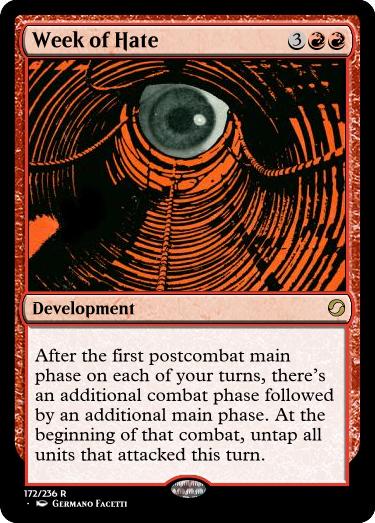 Week of Hate 3
Development
After the first postcombat main
phase on each of your turns, there's
an additional combat phase followed
by an additional main phase. At the
beginning of that combat, untap all
units that attacked this turn.
172/236 R
· Germano Facetti